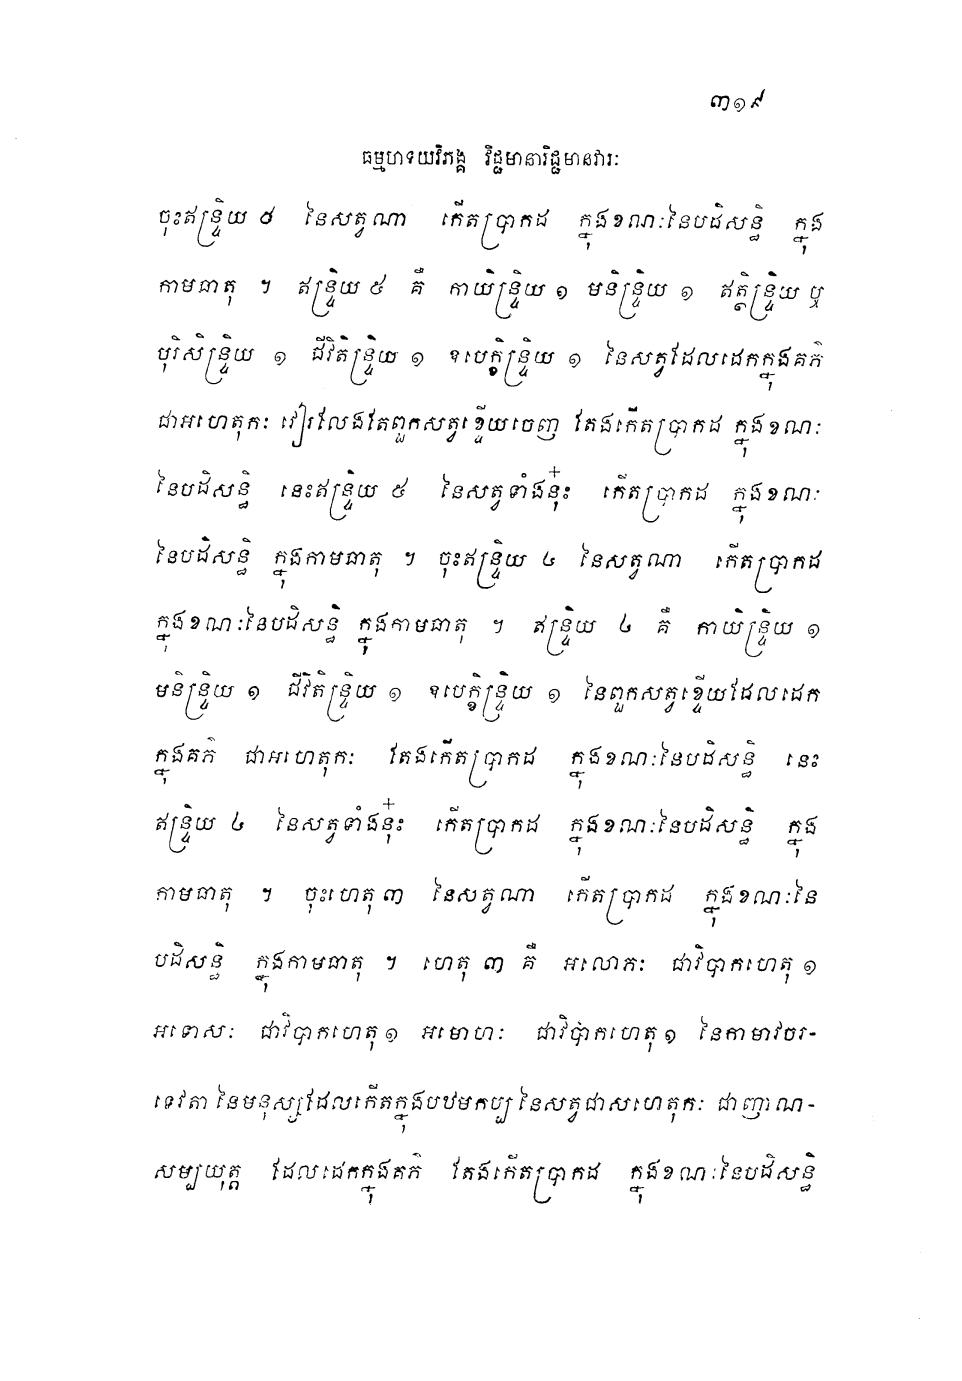 ៣១៩
ធម្មហទយវិភង្គ វិជ្ជមានារិជ្ជមានវារៈ
ចុះឥន្ទ្រិយ ៥ នៃសត្វណា កើតប្រាកដ ក្នុងខណៈនៃបដិសន្ធិ ក្នុង
កាមធាតុ ។ ឥន្ទ្រិយ ៥ គឺ កាយិន្ទ្រិយ ១ មនិន្ទ្រិយ ១ ឥត្ថិន្ទ្រិយ ឬ
បុរិសិន្ទ្រិយ ១ ជីវិតិន្ទ្រិយ ១ ឧបេក្ខិន្ទ្រិយ ១ នៃសត្វដែលដេកក្នុងគភ៌
ជាអហេតុកៈ វៀរលែងតែពួកសត្វខ្ទើយចេញ តែងកើតប្រាកដ ក្នុងខណៈ
នៃបដិសន្ធិ នេះឥន្ទ្រិយ ៥ នៃសត្វទាំងនុ៎ះ កើតប្រាកដ ក្នុងខណៈ
នៃបដិសន្ធិ ក្នុងកាមធាតុ ។ ចុះឥន្ទ្រិយ ៤ នៃសត្វណា កើតប្រាកដ
ក្នុងខណៈនៃបដិសន្ធិ ក្នុងកាមធាតុ ។ ឥន្ទ្រិយ ៤ គឺ កាយិន្ទ្រិយ ១
មនិន្ទ្រិយ ១ ជីវិតិន្ទ្រិយ ១ ឧបេក្ខិន្ទ្រិយ ១ នៃពួកសត្វខ្ទើយដែលដេក
ក្នុងគភ៌ ជាអហេតុកៈ តែងកើតប្រាកដ ក្នុងខណៈនៃបដិសន្ធិ នេះ
ឥន្ទ្រិយ ៤ នៃសត្វទាំងនុ៎ះ កើតប្រាកដ ក្នុងខណៈនៃបដិសន្ធិ ក្នុង
កាមធាតុ ។ ចុះហេតុ ៣ នៃសត្វណា កើតប្រាកដ ក្នុងខណៈនៃ
បដិសន្ធិ ក្នុងកាមធាតុ ។ ហេតុ ៣ គឺ អលោភៈ ជាវិបាកហេតុ ១
អទោសៈ ជាវិបាកហេតុ ១ អមោហៈ ជាវិបាកហេតុ ១ នៃកាមាវចរ-
ទេវតា នៃមនុស្សដែលកើតក្នុងបឋមកប្ប នៃសត្វជាសហេតុកៈ ជាញាណ-
សម្បយុត្ត ដែលដេកក្នុងគភ៌ តែងកើតប្រាកដ ក្នុងខណៈនៃបដិសន្ធិ